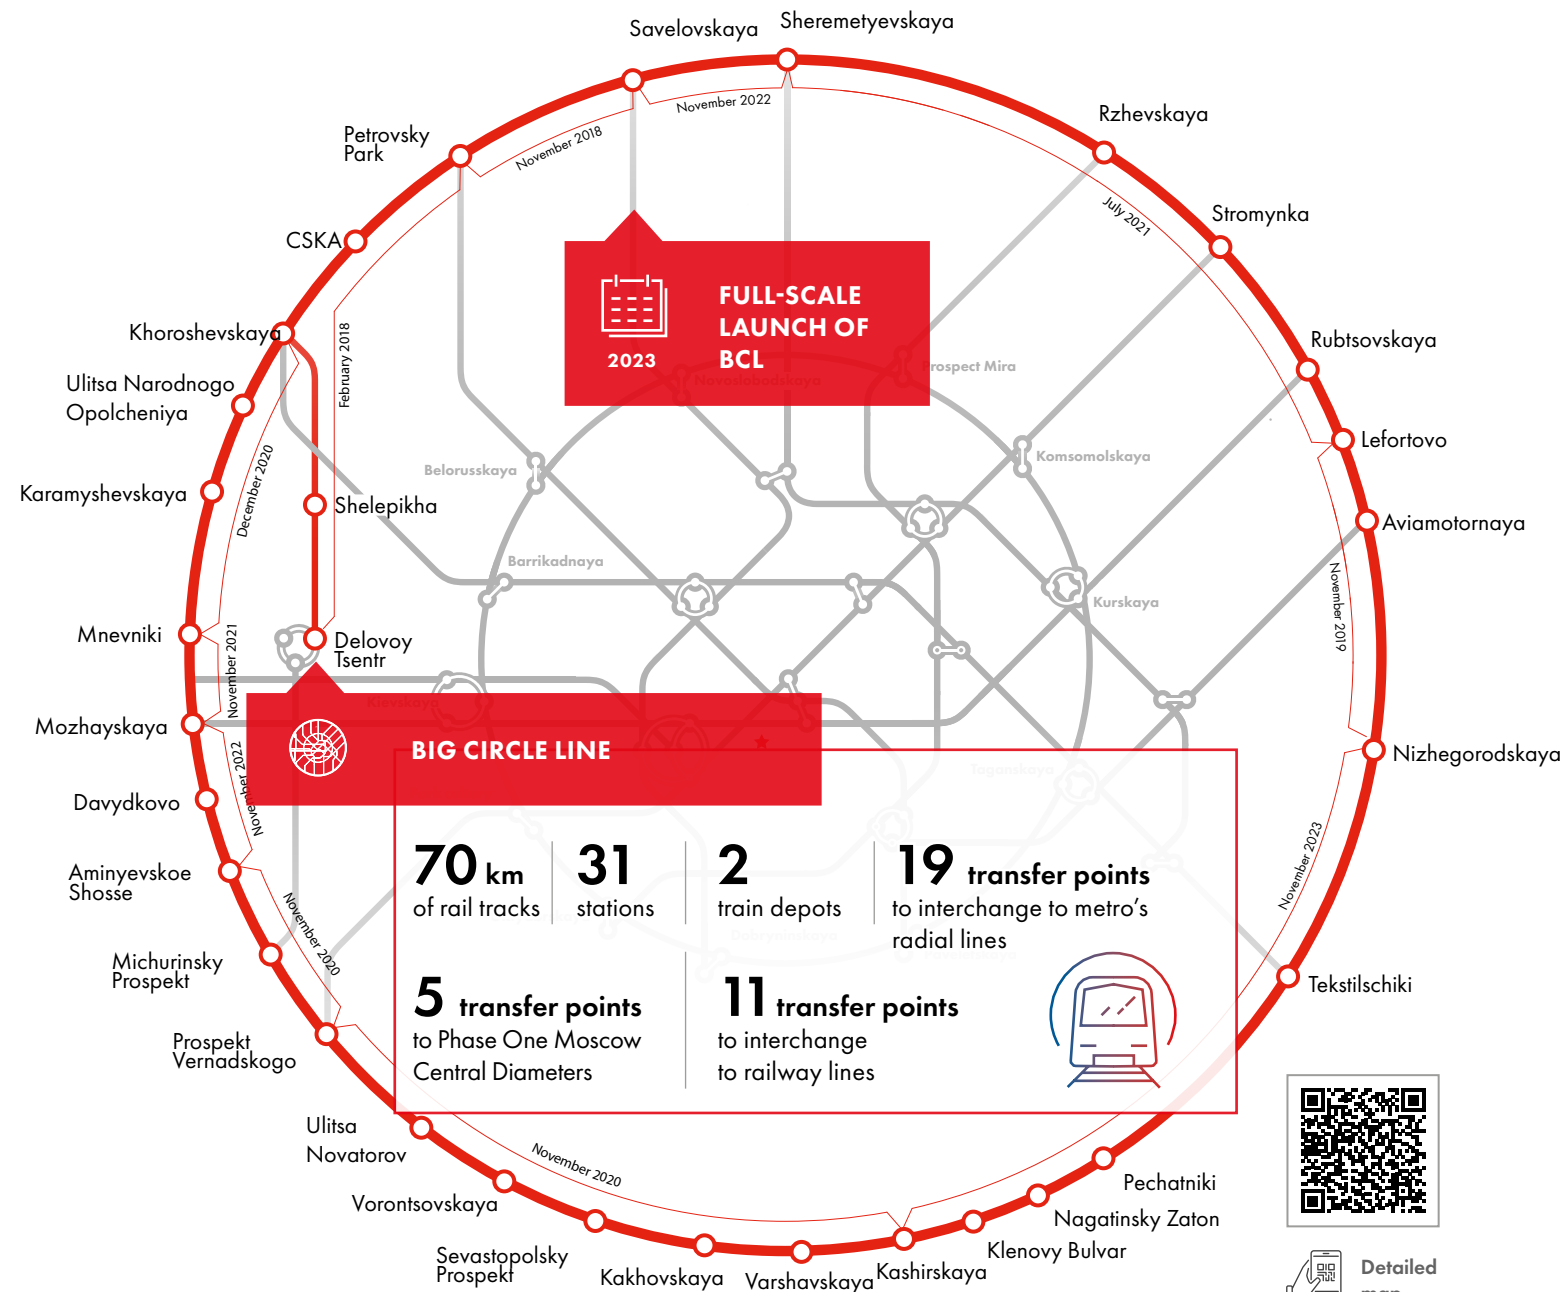 Savelovskaya
Sheremetyevskaya
Rzhevskaya
Petrovsky
Park
November 2022
November 2018
July 2021
Stromynka
CSKA
Khoroshevskaya
February 2018
FULL-SCALE
LAUNCH OF
BCL
2023
Novoslobodskaya
Prospect Mira
Rubtsovskaya
Ulitsa Narodnogo
Opolcheniya
Lefortovo
Belorusskaya
Komsomolskaya
December 2020
Karamyshevskaya
Shelepikha
Aviamotornaya
Barrikadnaya
Kurskaya
November 2019
Mnevniki
Delovoy
Tsentr
November 2021
Kievskaya
Mozhayskaya
BIG CIRCLE LINE
Nizhegorodskaya
Taganskaya
November 2022
Davydkovo
November 2023
Aminyevskoe
Shosse
70 km
of rail tracks
31
stations
2
train depots
19 transfer points
to interchange to metro's
radial lines
Dobryninskaya
November 2020
Michurinsky
Prospekt
Tekstilschiki
5 transfer points
to Phase One Moscow
Central Diameters
11 transfer points
to interchange
to railway lines
Prospekt
Vernadskogo
Ulitsa
Novatorov
November 2020
Pechatniki
Vorontsovskaya
Nagatinsky Zaton
Sevastopolsky
Prospekt
Klenovy Bulvar
Kakhovskaya
Varshavskaya
Kashirskaya
Detailed